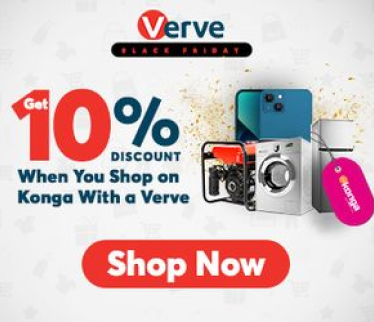 Verve
BLACK FRIDAY
Get
10%
DISCOUNT
When You Shop on
Konga With a Verve
konga
Shop Now